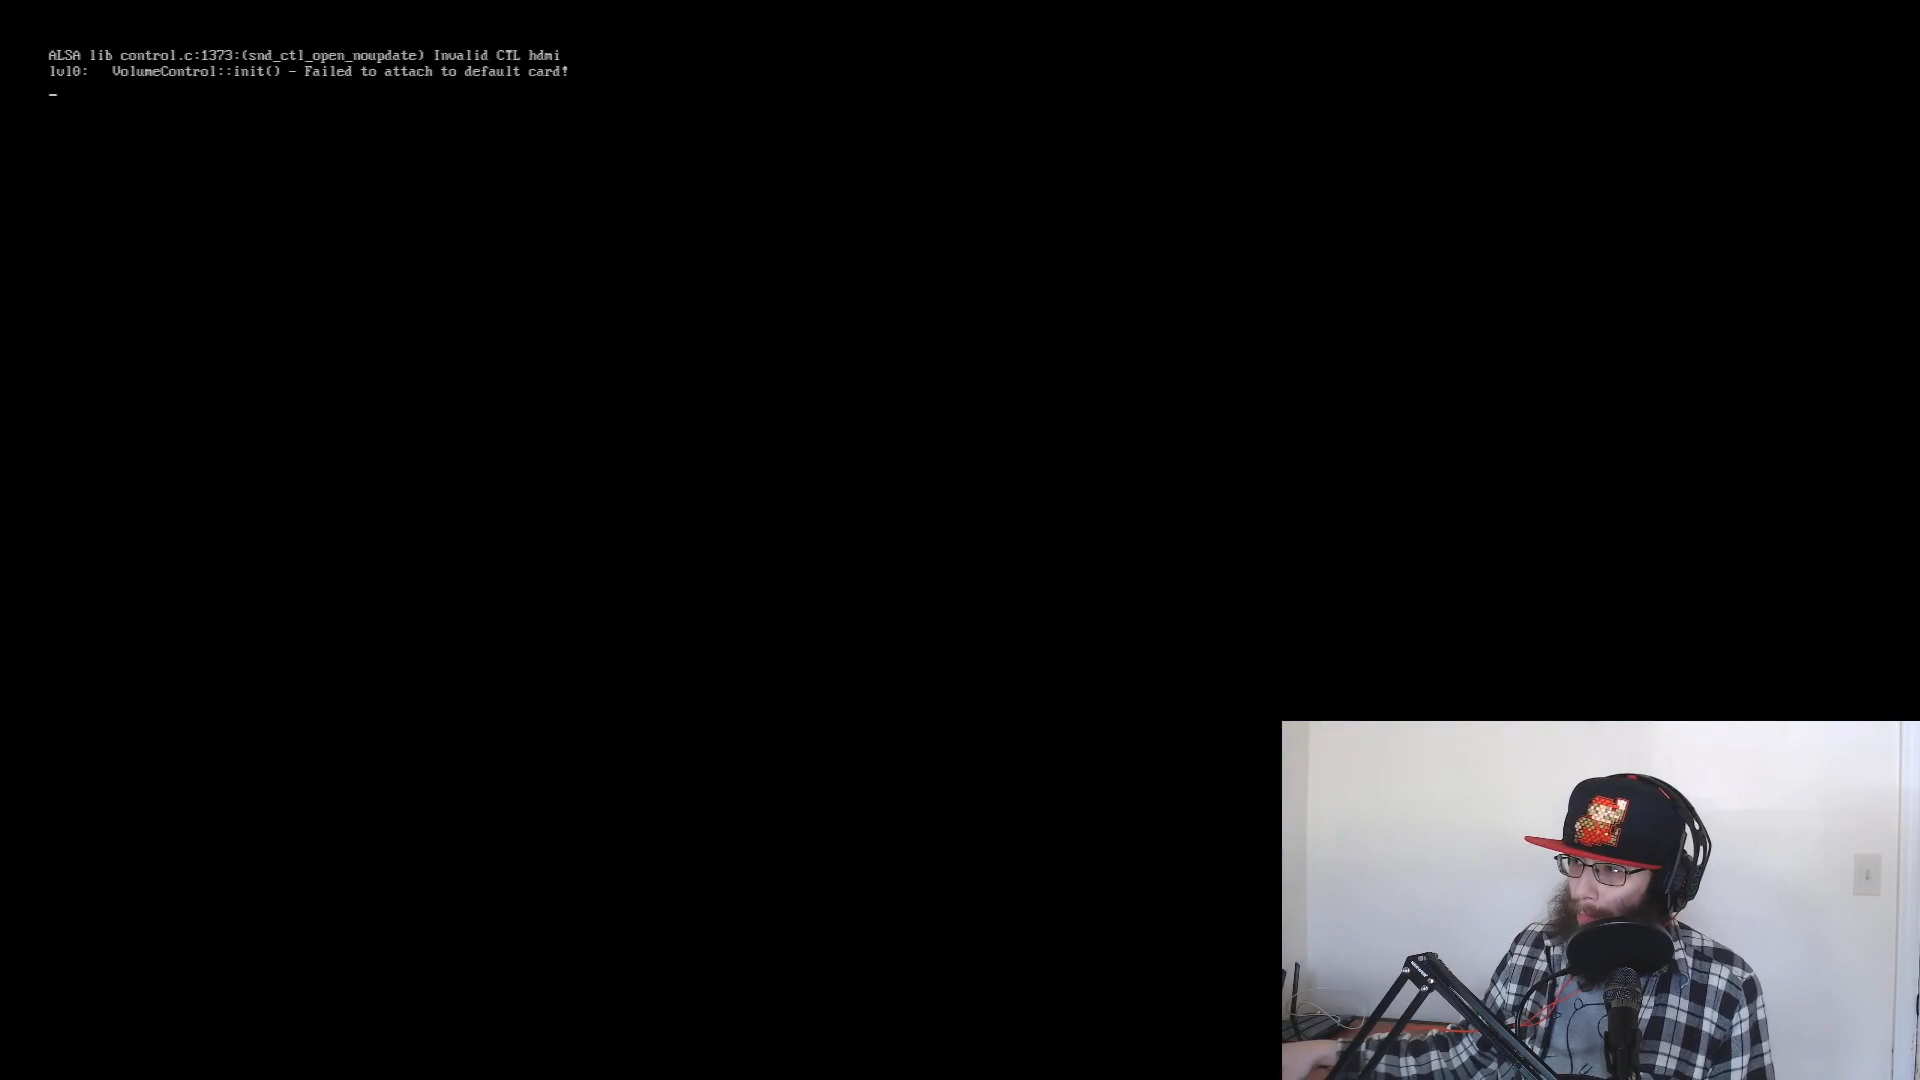 ALSA lib control.c:1373:(snd_ctl_open_noupdate) Invalid CTL hdmi
lvl0:   VolumeControl::init() - Failed to attach to default card!